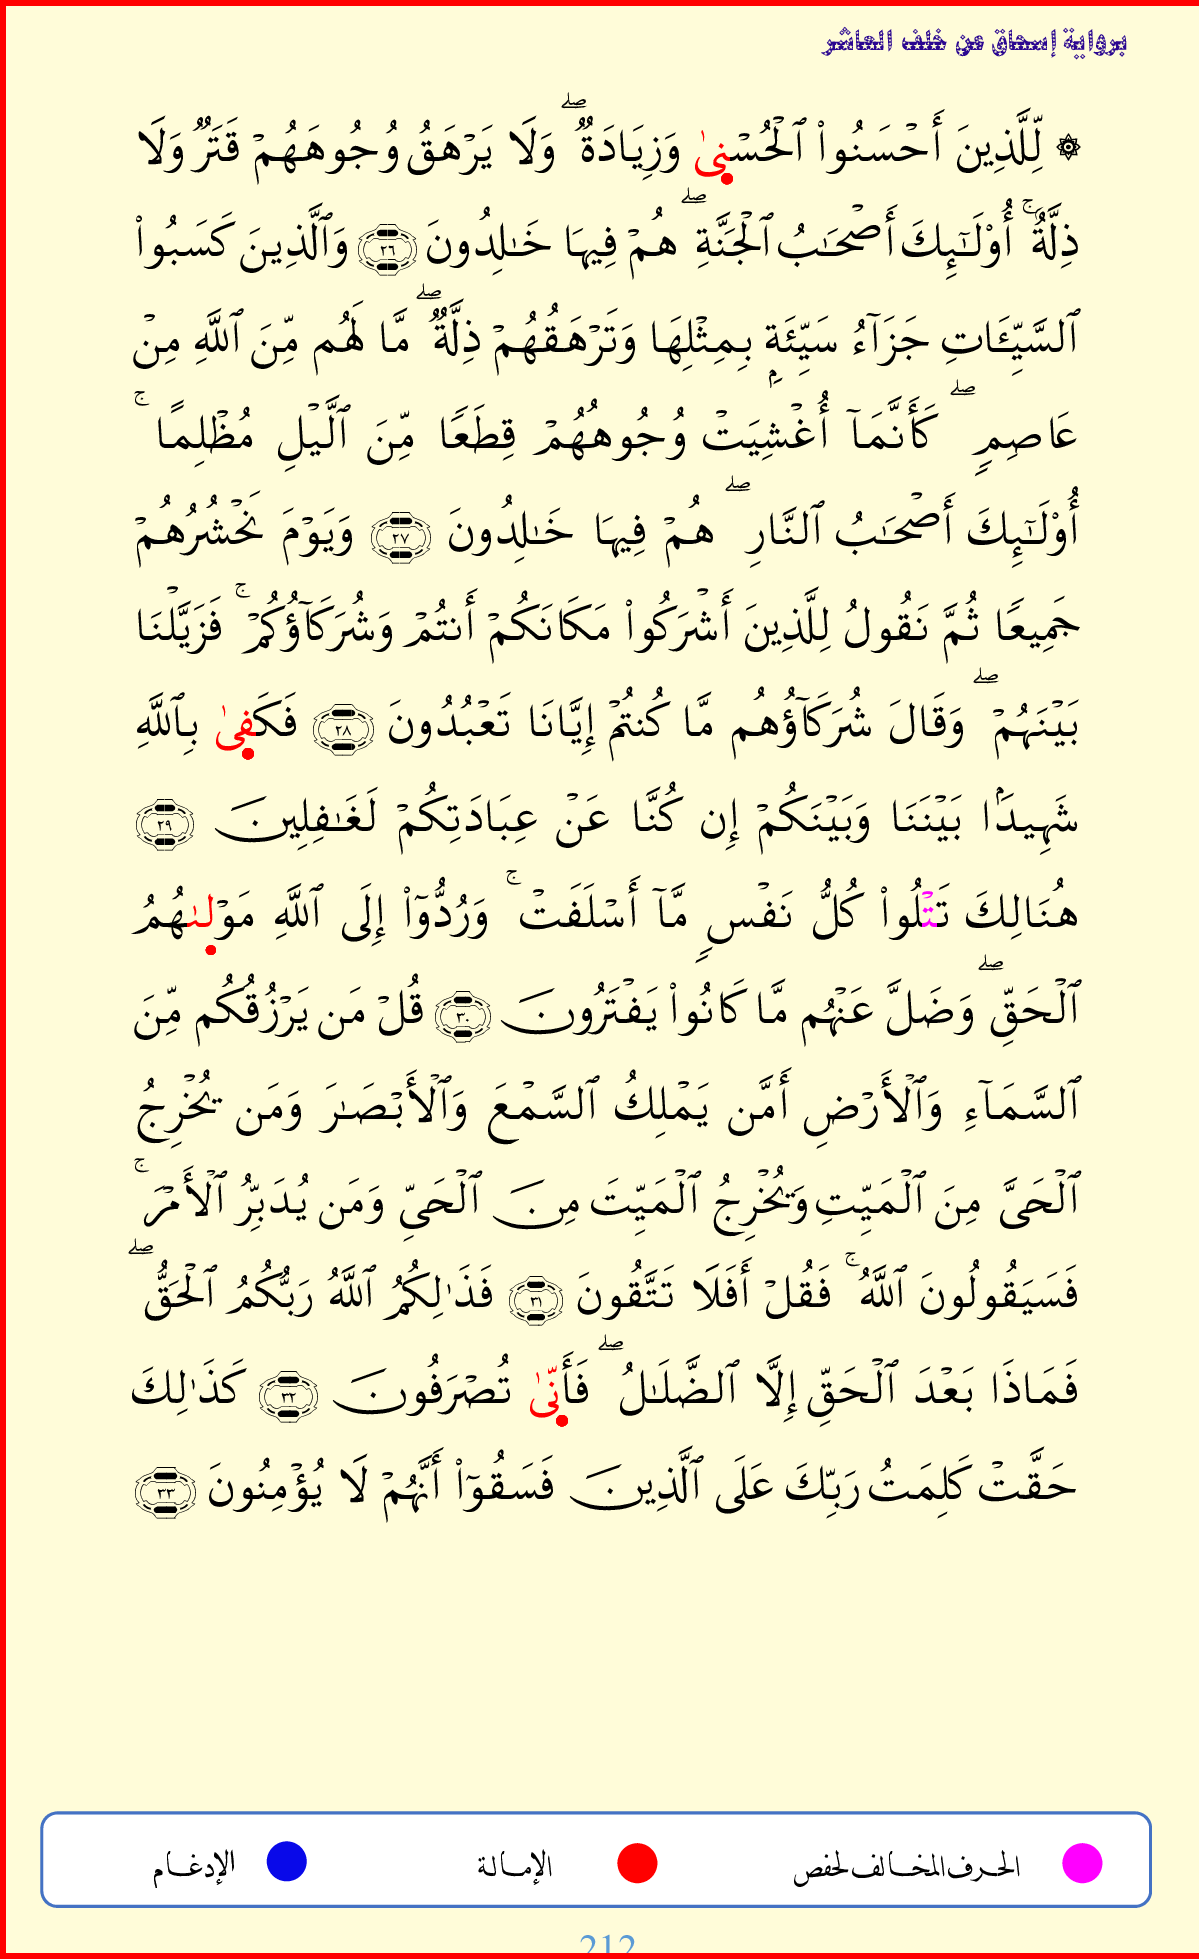 برواية إسحاق عن خلف العاشر
۞ لِّلَّذِينَ أَحۡسَنُواْ ٱلۡحُسۡنىٰ وَزِيَادَةٞۖ وَلَا يَرۡهَقُ وُجُوهَهُمۡ قَتَرٞ وَلَا
ذِلَّةٌۚ أُوْلَٰٓئِكَ أَصۡحَٰبُ ٱلۡجَنَّةِۖ هُمۡ فِيهَا خَٰلِدُونَ ٢٦ وَٱلَّذِينَ كَسَبُواْ
ٱلسَّيِّـَٔاتِ جَزَآءُ سَيِّئَةِۭ بِمِثۡلِهَا وَتَرۡهَقُهُمۡ ذِلَّةٞۖ مَّا لَهُم مِّنَ ٱللَّهِ مِنۡ
عَاصِمٖۖ كَأَنَّمَآ أُغۡشِيَتۡ وُجُوهُهُمۡ قِطَعٗا مِّنَ ٱلَّيۡلِ مُظۡلِمًاۚ
أُوْلَٰٓئِكَ أَصۡحَٰبُ ٱلنَّارِۖ هُمۡ فِيهَا خَٰلِدُونَ ٢٧ وَيَوۡمَ نَحۡشُرُهُمۡ
جَمِيعٗا ثُمَّ نَقُولُ لِلَّذِينَ أَشۡرَكُواْ مَكَانَكُمۡ أَنتُمۡ وَشُرَكَآؤُكُمۡۚ فَزَيَّلۡنَا
بَيۡنَهُمۡۖ وَقَالَ شُرَكَآؤُهُم مَّا كُنتُمۡ إِيَّانَا تَعۡبُدُونَ ٢٨ فَكَفىٰ بِٱللَّهِ
شَهِيدَۢا بَيۡنَنَا وَبَيۡنَكُمۡ إِن كُنَّا عَنۡ عِبَادَتِكُمۡ لَغَٰفِلِينَ ٢٩
هُنَالِكَ تَتۡلُواْ كُلُّ نَفۡسٖ مَّآ أَسۡلَفَتۡۚ وَرُدُّوٓاْ إِلَى ٱللَّهِ مَوۡلىٰهُمُ
ٱلۡحَقِّۖ وَضَلَّ عَنۡهُم مَّا كَانُواْ يَفۡتَرُونَ ٣٠ قُلۡ مَن يَرۡزُقُكُم مِّنَ
ٱلسَّمَآءِ وَٱلۡأَرۡضِ أَمَّن يَمۡلِكُ ٱلسَّمۡعَ وَٱلۡأَبۡصَٰرَ وَمَن يُخۡرِجُ
ٱلۡحَيَّ مِنَ ٱلۡمَيِّتِ وَيُخۡرِجُ ٱلۡمَيِّتَ مِنَ ٱلۡحَيِّ وَمَن يُدَبِّرُ ٱلۡأَمۡرَۚ
فَسَيَقُولُونَ ٱللَّهُۚ فَقُلۡ أَفَلَا تَتَّقُونَ ٣١ فَذَٰلِكُمُ ٱللَّهُ رَبُّكُمُ ٱلۡحَقُّۖ
فَمَاذَا بَعۡدَ ٱلۡحَقِّ إِلَّا ٱلضَّلَٰلُۖ فَأَنّىٰ تُصۡرَفُونَ ٣٢ كَذَٰلِكَ
حَقَّتۡ كَلِمَتُ رَبِّكَ عَلَى ٱلَّذِينَ فَسَقُوٓاْ أَنَّهُمۡ لَا يُؤۡمِنُونَ ٣٣
الحرف المخالف لحفص الإمالة الإدغام
212